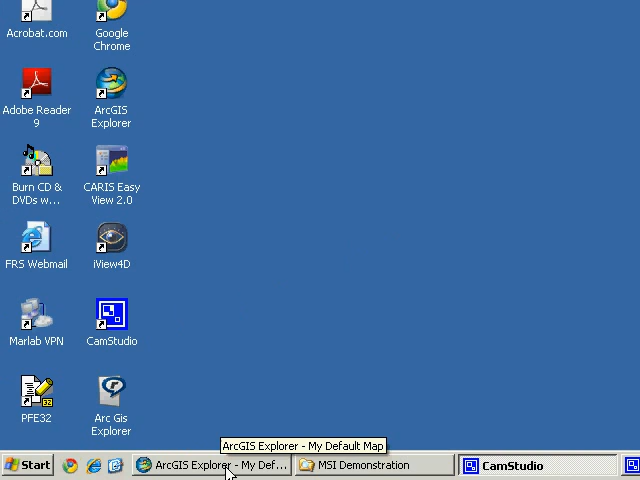 Acrobat.com
Google
Chrome
Adobe Reader
9
ArcGIS
Explorer
Burn CD &
DVDs w...
CARIS Easy
View 2.0
FRS Webmail
iView4D
Marlab VPN
CamStudio
PFE32
32
Arc Gis
Explorer
ArcGIS Explorer - My Default Map
Start
ArcGIS Explorer - My Def...
MSI Demonstration
CamStudio